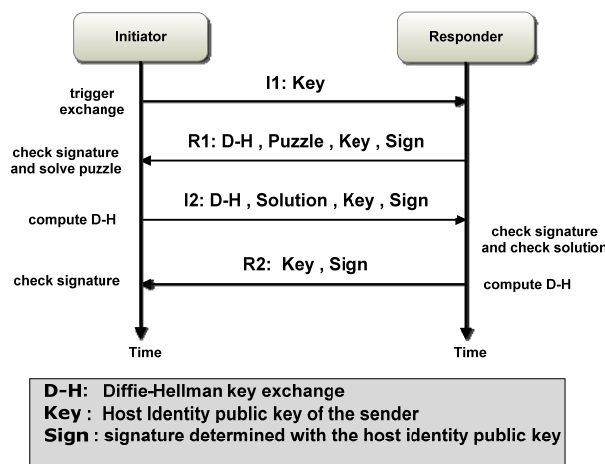 Initiator
Responder
trigger
exchange
I1: Key
R1: D-H , Puzzle , Key , Sign
check signature
and solve puzzle
I2: D-H , Solution , Key , Sign
compute D-H
check signature
and check solution
R2: Key , Sign
check signature
compute D-H
Time
Time
D-H: Diffie-Hellman key exchange
Key : Host Identity public key of the sender
Sign : signature determined with the host identity public key